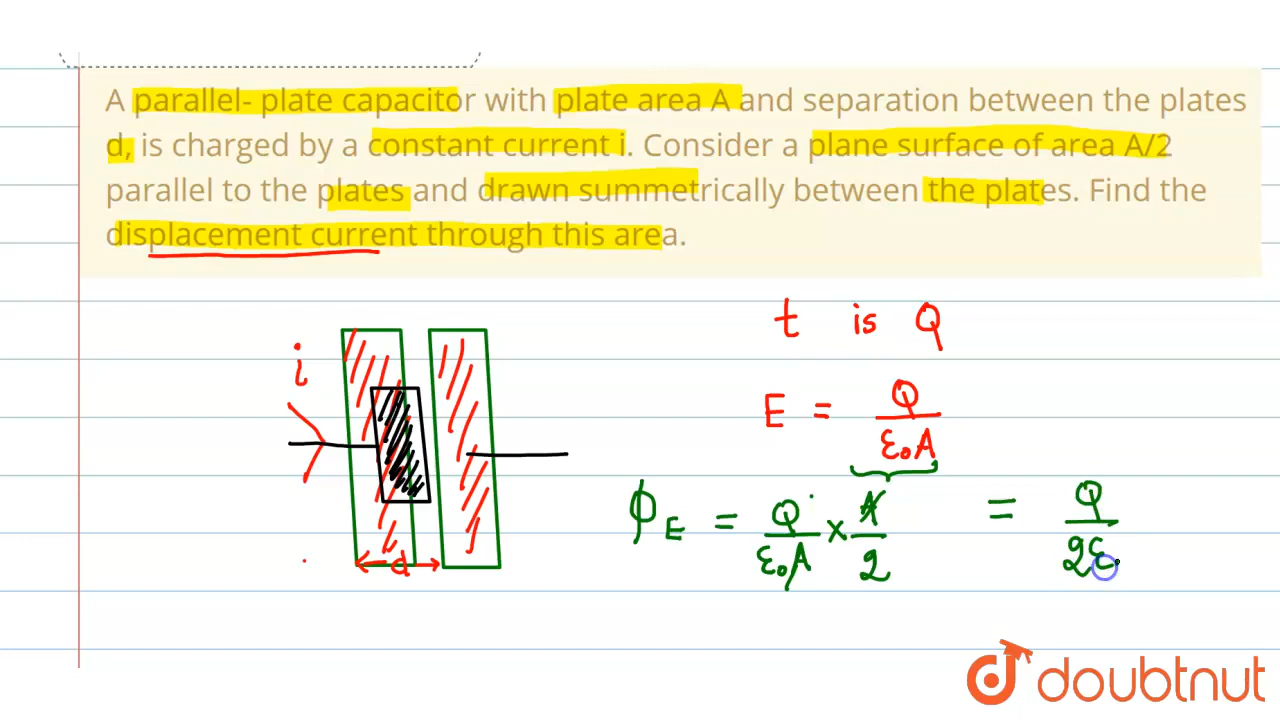 A parallel- plate capacitor with plate area A and separation between the plates
d, is charged by a constant current i. Consider a plane surface of area A/2
parallel to the plates and drawn summetrically between the plates. Find the
displacement current through this area.
t is Q
i
E = Q/ε₀A
ϕE = Q/ε₀A × A/2 = Q/2ε
d
doubtnut